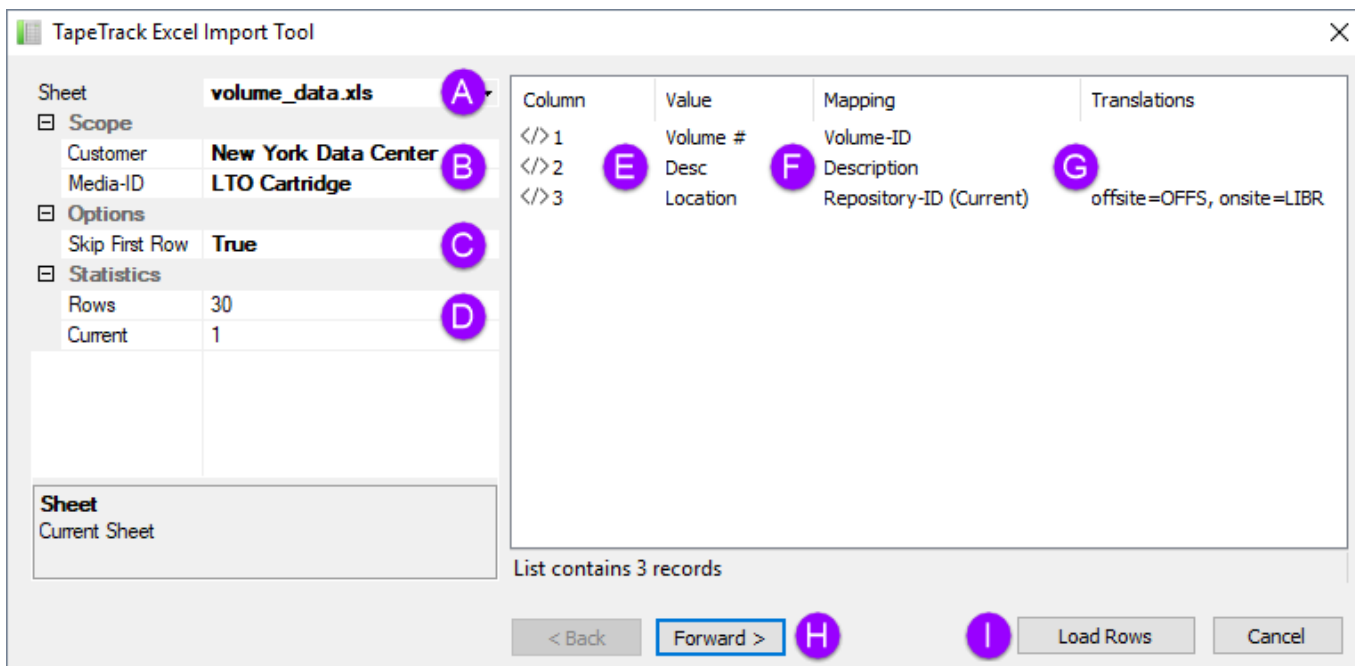 TapeTrack Excel Import Tool
Sheet volume_data.xls A
Scope
Customer New York Data Center
B
Media-ID LTO Cartridge
Options
Skip First Row True C
Statistics
Rows 30
D
Current 1
Sheet
Current Sheet
Column Value Mapping Translations
</> 1 Volume # Volume-ID
</> 2 E Desc F Description G
</> 3 Location Repository-ID (Current) offsite=OFFS, onsite=LIBR
List contains 3 records
< Back Forward > H I Load Rows Cancel